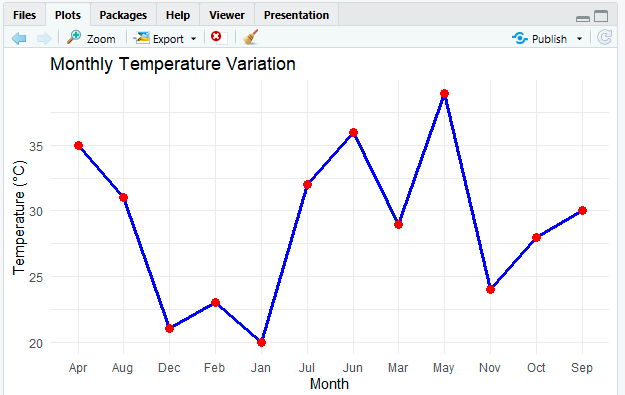 Files Plots Packages Help Viewer Presentation
Zoom Export Publish
Monthly Temperature Variation
Temperature (°C)
35
30
25
20
Apr Aug Dec Feb Jan Jul Jun Mar May Nov Oct Sep
Month